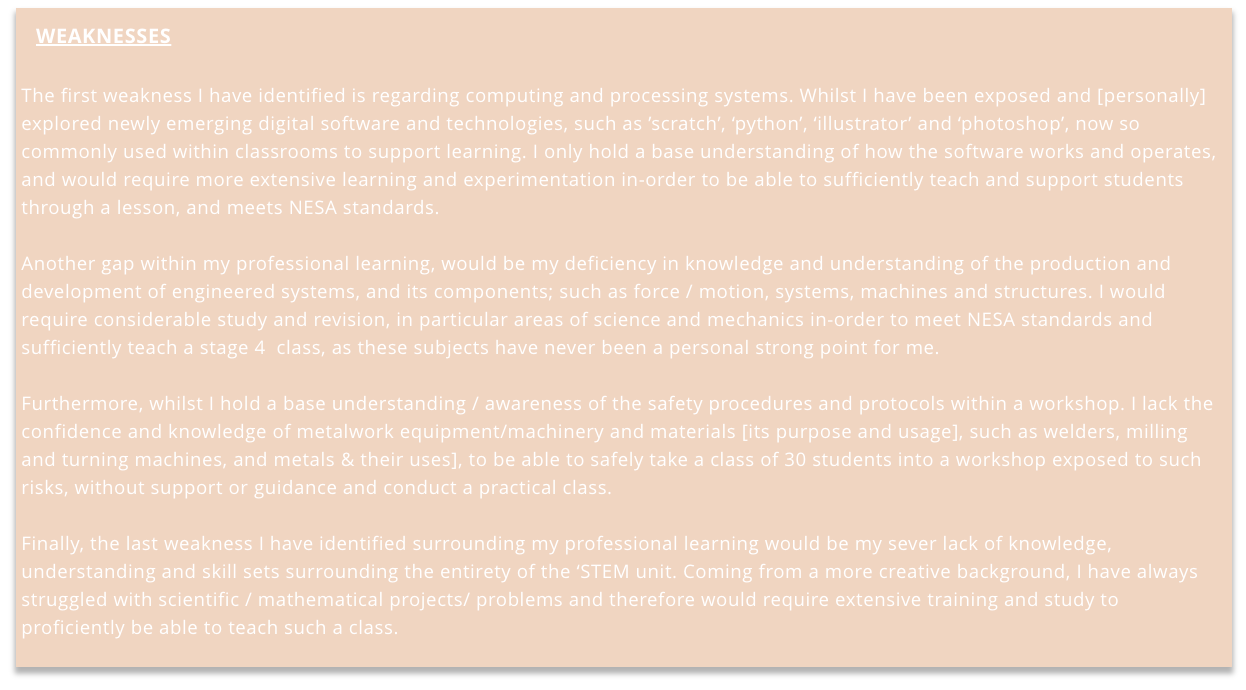 WEAKNESSES
The first weakness I have identified is regarding computing and processing systems. Whilst I have been exposed and [personally]
explored newly emerging digital software and technologies, such as ’scratch’, ‘python’, ‘illustrator’ and ‘photoshop’, now so
commonly used within classrooms to support learning. I only hold a base understanding of how the software works and operates,
and would require more extensive learning and experimentation in-order to be able to sufficiently teach and support students
through a lesson, and meets NESA standards.
Another gap within my professional learning, would be my deficiency in knowledge and understanding of the production and
development of engineered systems, and its components; such as force / motion, systems, machines and structures. I would
require considerable study and revision, in particular areas of science and mechanics in-order to meet NESA standards and
sufficiently teach a stage 4  class, as these subjects have never been a personal strong point for me.
Furthermore, whilst I hold a base understanding / awareness of the safety procedures and protocols within a workshop. I lack the
confidence and knowledge of metalwork equipment/machinery and materials [its purpose and usage], such as welders, milling
and turning machines, and metals & their uses], to be able to safely take a class of 30 students into a workshop exposed to such
risks, without support or guidance and conduct a practical class.
Finally, the last weakness I have identified surrounding my professional learning would be my sever lack of knowledge,
understanding and skill sets surrounding the entirety of the ‘STEM unit. Coming from a more creative background, I have always
struggled with scientific / mathematical projects/ problems and therefore would require extensive training and study to
proficiently be able to teach such a class.